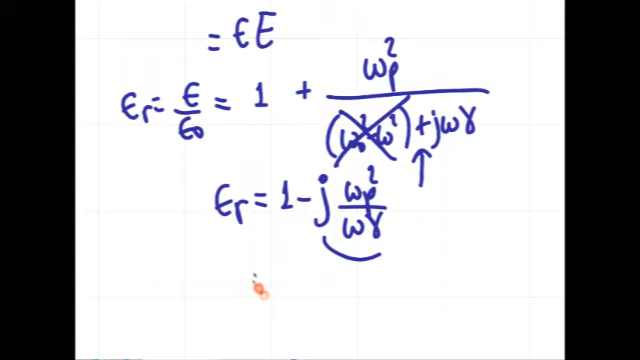 = εE
εr = ε/ε0 = 1 + ωp²/((ω0² - ω²) + jωγ)
εr = 1 - j ωp²/ωγ